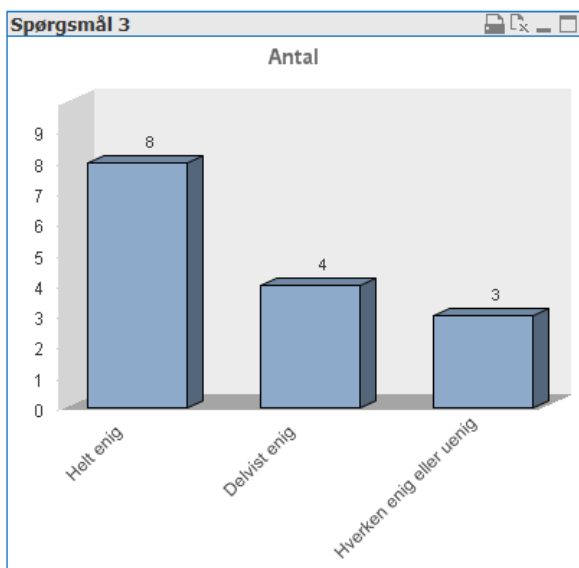 Spørgsmål 3
Antal
9
8
7
6
5
4
3
2
1
0
8
4
3
Helt enig
Delvist enig
Hverken enig eller uenig